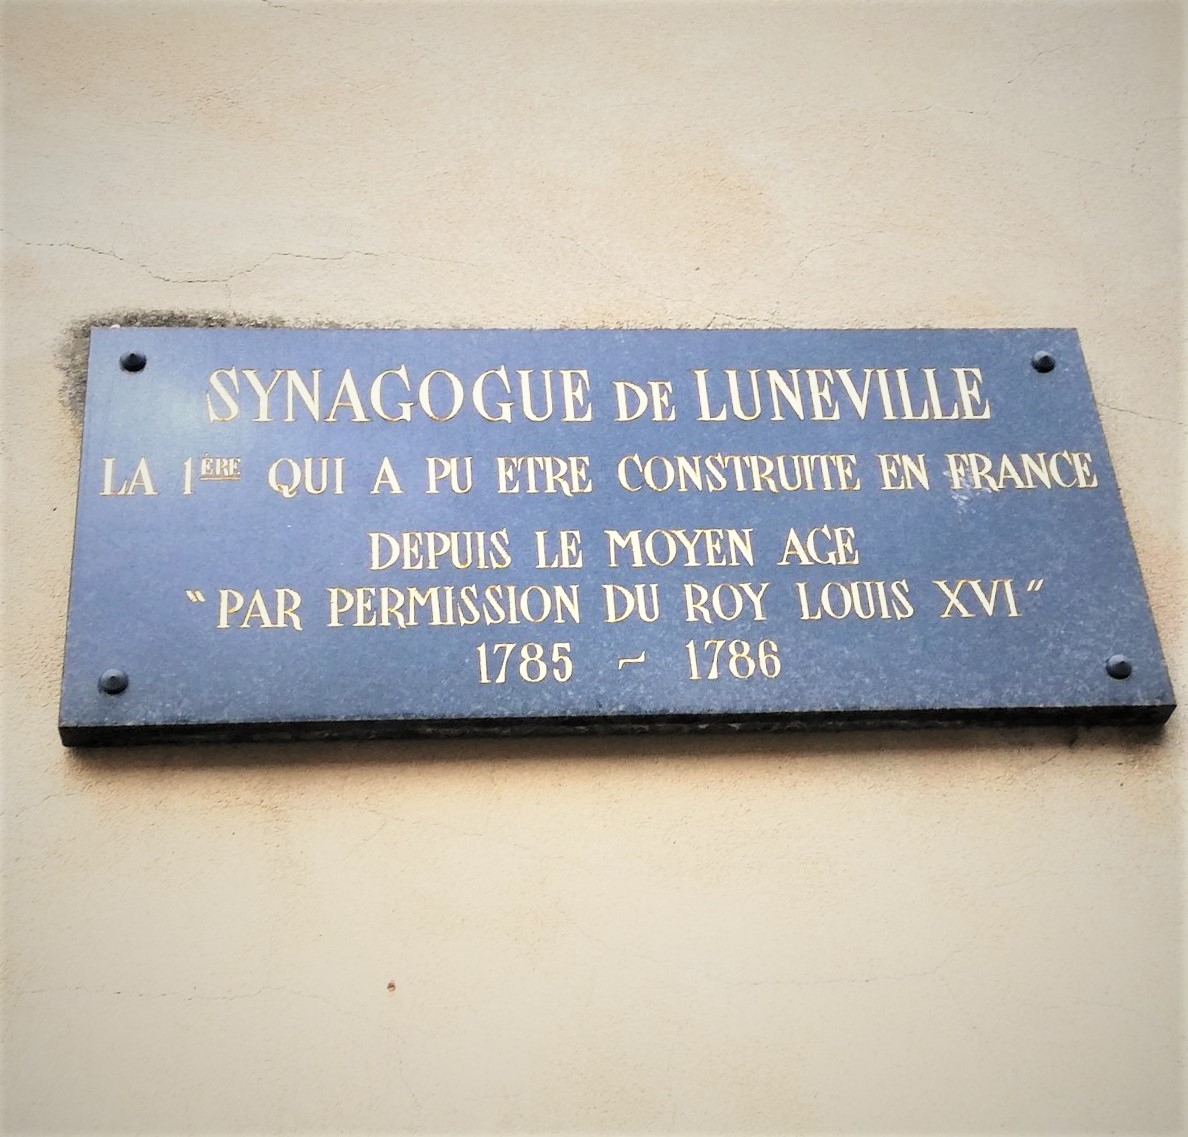 SYNAGOGUE DE LUNEVILLE
LA 1ÈRE QUI A PU ETRE CONSTRUITE EN FRANCE
DEPUIS LE MOYEN AGE
"PAR PERMISSION DU ROY LOUIS XVI"
1785 ~ 1786